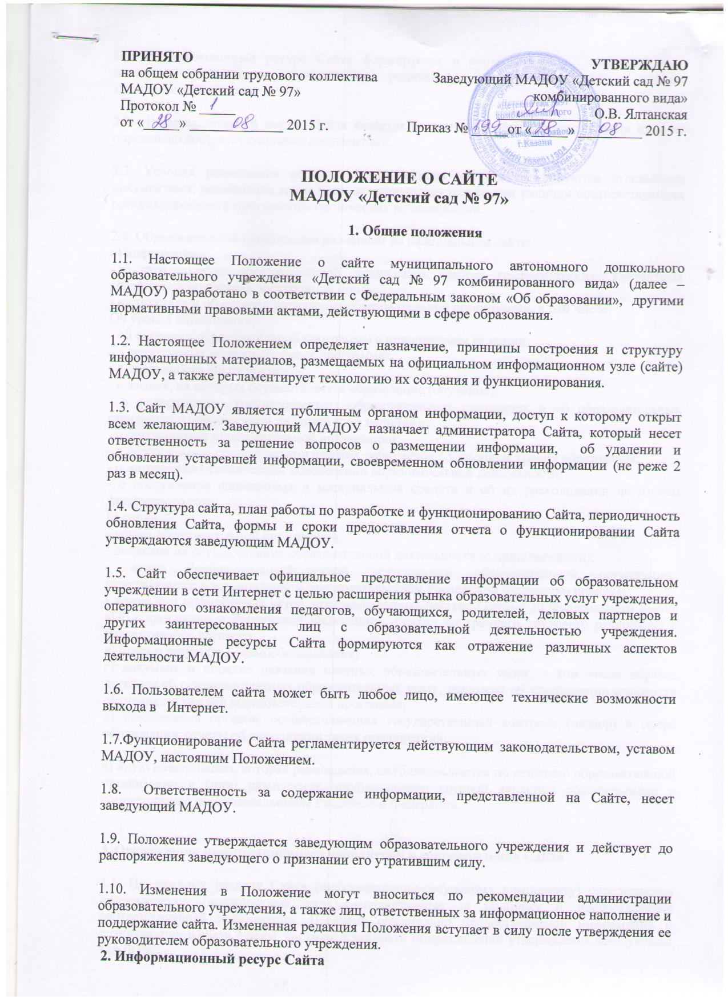 ПРИНЯТО
на общем собрании трудового коллектива
МАДОУ «Детский сад № 97»
Протокол № 1
от «28» 08 2015 г.
УТВЕРЖДАЮ
Заведующий МАДОУ «Детский сад № 97
комбинированного вида»
О.В. Ялтанская
Приказ № 199 от «28» 08 2015 г.
«Детский сад №97
комбинированного
вида»
Московского района
г.Казани
ПОЛОЖЕНИЕ О САЙТЕ
МАДОУ «Детский сад № 97»
1. Общие положения
1.1. Настоящее Положение о сайте муниципального автономного дошкольного
образовательного учреждения «Детский сад № 97 комбинированного вида» (далее –
МАДОУ) разработано в соответствии с Федеральным законом «Об образовании», другими
нормативными правовыми актами, действующими в сфере образования.
1.2. Настоящее Положением определяет назначение, принципы построения и структуру
информационных материалов, размещаемых на официальном информационном узле (сайте)
МАДОУ, а также регламентирует технологию их создания и функционирования.
1.3. Сайт МАДОУ является публичным органом информации, доступ к которому открыт
всем желающим. Заведующий МАДОУ назначает администратора Сайта, который несет
ответственность за решение вопросов о размещении информации, об удалении и
обновлении устаревшей информации, своевременном обновлении информации (не реже 2
раз в месяц).
1.4. Структура сайта, план работы по разработке и функционированию Сайта, периодичность
обновления Сайта, формы и сроки предоставления отчета о функционировании Сайта
утверждаются заведующим МАДОУ.
1.5. Сайт обеспечивает официальное представление информации об образовательном
учреждении в сети Интернет с целью расширения рынка образовательных услуг учреждения,
оперативного ознакомления педагогов, обучающихся, родителей, деловых партнеров и
других заинтересованных лиц с образовательной деятельностью учреждения.
Информационные ресурсы Сайта формируются как отражение различных аспектов
деятельности МАДОУ.
1.6. Пользователем сайта может быть любое лицо, имеющее технические возможности
выхода в Интернет.
1.7.Функционирование Сайта регламентируется действующим законодательством, уставом
МАДОУ, настоящим Положением.
1.8. Ответственность за содержание информации, представленной на Сайте, несет
заведующий МАДОУ.
1.9. Положение утверждается заведующим образовательного учреждения и действует до
распоряжения заведующего о признании его утратившим силу.
1.10. Изменения в Положение могут вноситься по рекомендации администрации
образовательного учреждения, а также лиц, ответственных за информационное наполнение и
поддержание сайта. Измененная редакция Положения вступает в силу после утверждения ее
руководителем образовательного учреждения.
2. Информационный ресурс Сайта